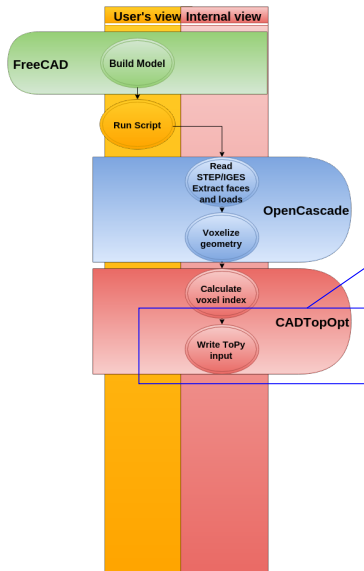 User's view Internal view
FreeCAD
Build Model
Run Script
Read
STEP/IGES
Extract faces
and loads
OpenCascade
Voxelize
geometry
Calculate
voxel index
CADTopOpt
Write ToPy
input